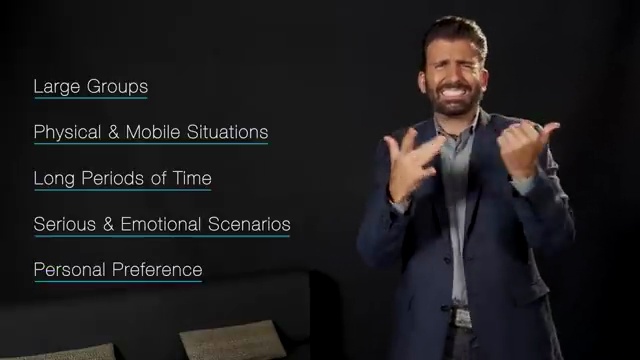 Large Groups
Physical & Mobile Situations
Long Periods of Time
Serious & Emotional Scenarios
Personal Preference